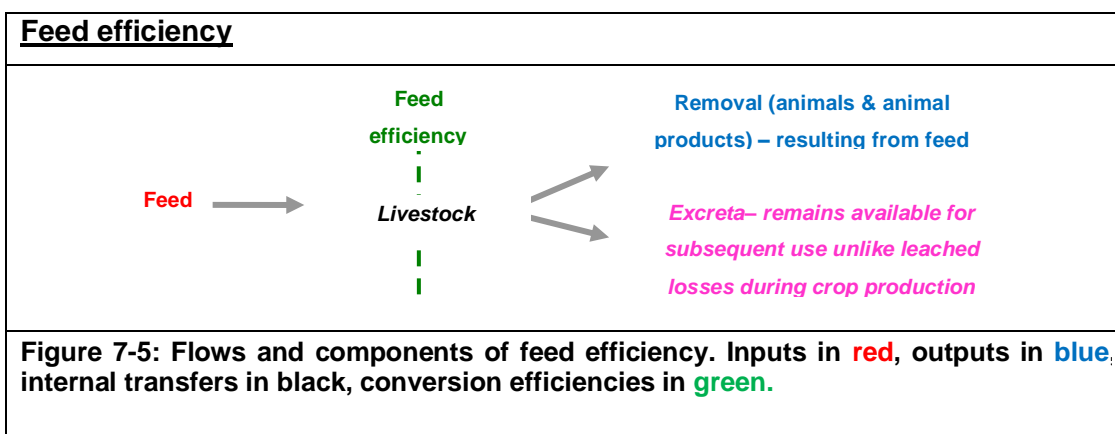 Feed efficiency
Feed
efficiency
Removal (animals & animal
products) – resulting from feed
Feed
Livestock
Excreta– remains available for
subsequent use unlike leached
losses during crop production
Figure 7-5: Flows and components of feed efficiency. Inputs in red, outputs in blue,
internal transfers in black, conversion efficiencies in green.